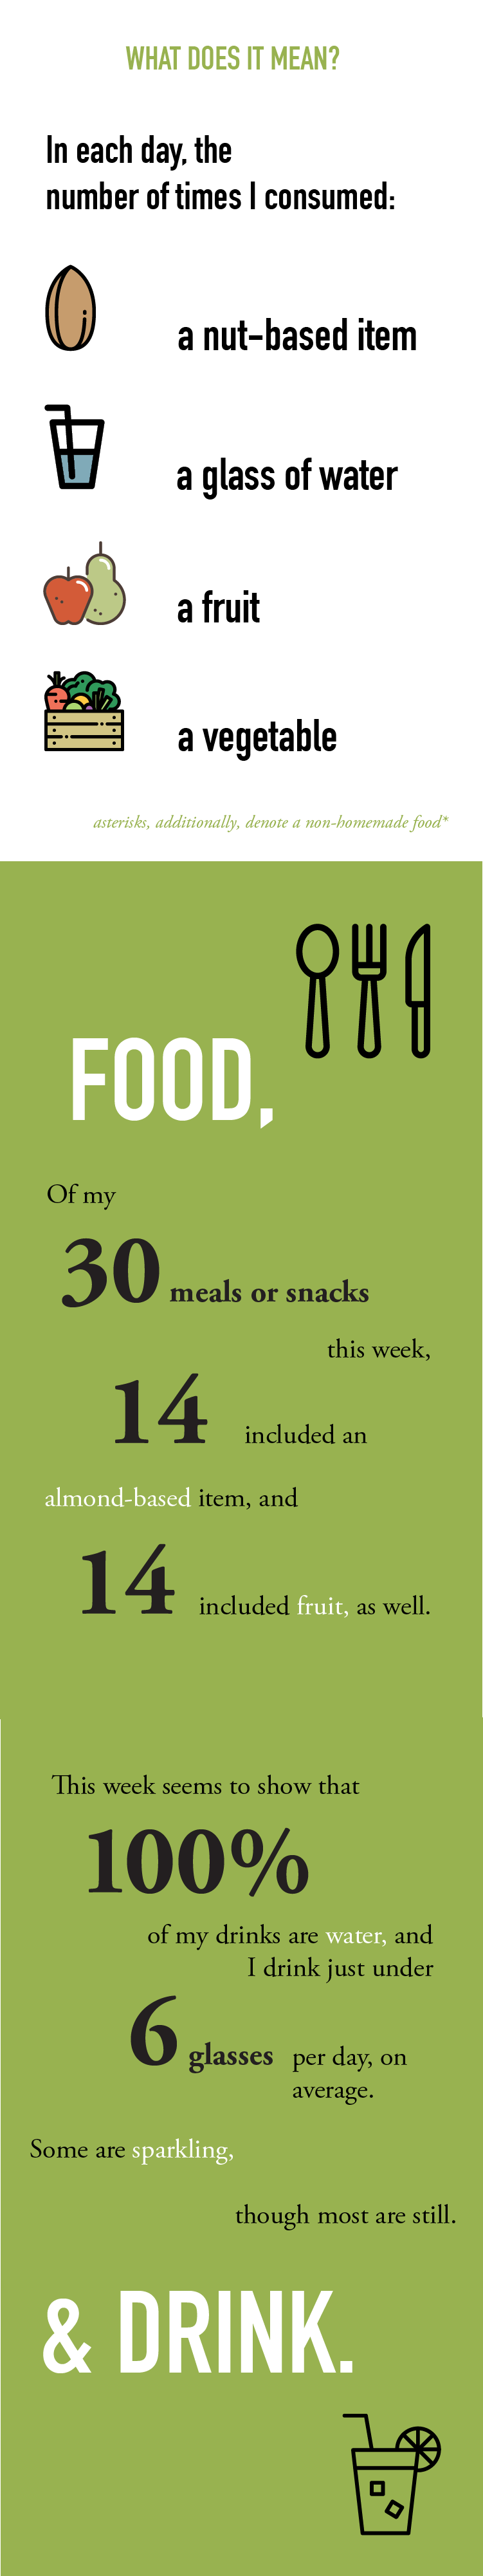 WHAT DOES IT MEAN?
In each day, the
number of times I consumed:
a nut-based item
a glass of water
a fruit
a vegetable
asterisks, additionally, denote a non-homemade food*
FOOD,
Of my
30 meals or snacks
this week,
14 included an
almond-based item, and
14 included fruit, as well.
This week seems to show that
100%
of my drinks are water, and
I drink just under
6 glasses per day, on
average.
Some are sparkling,
though most are still.
& DRINK.